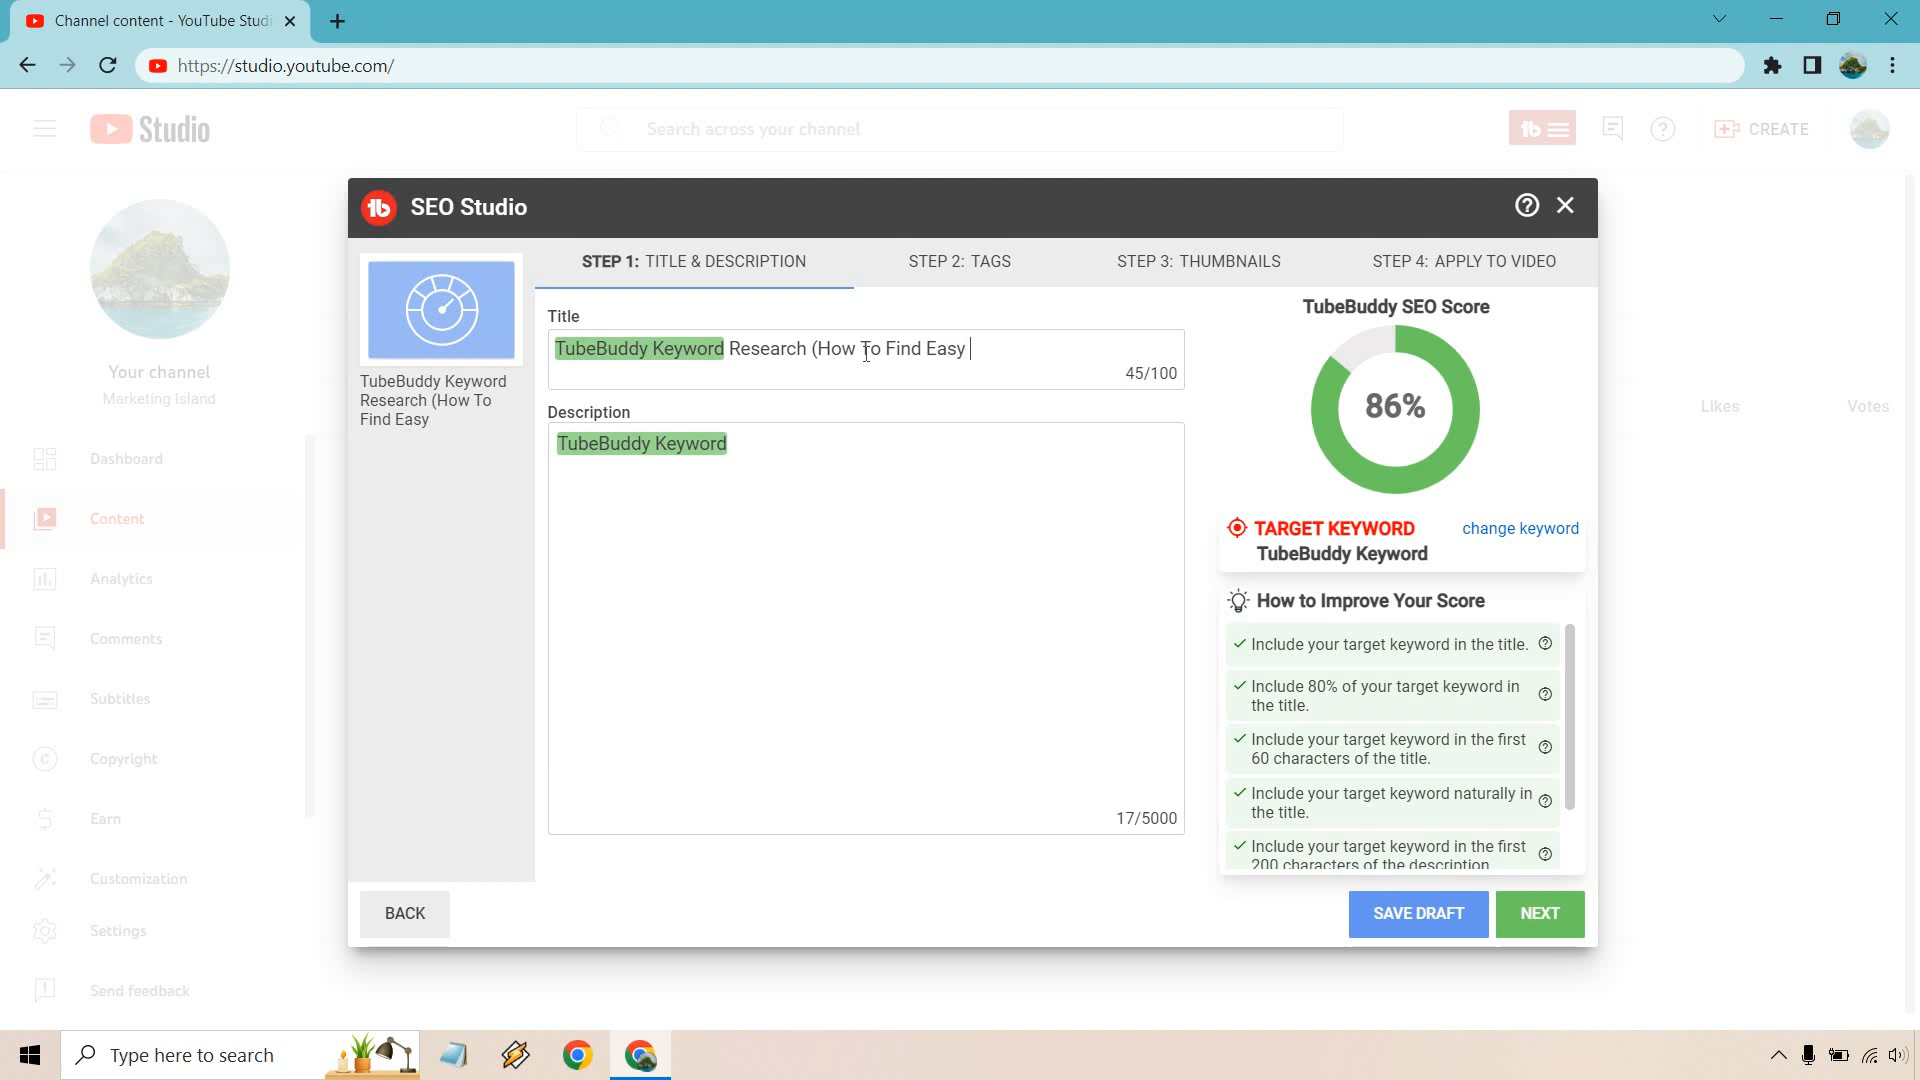 Channel content - YouTube Studi
https://studio.youtube.com/
Studio
Search across your channel
CREATE
SEO Studio
STEP 1: TITLE & DESCRIPTION
STEP 2: TAGS
STEP 3: THUMBNAILS
STEP 4: APPLY TO VIDEO
TubeBuddy Keyword
Research (How To
Find Easy
Title
TubeBuddy Keyword Research (How To Find Easy
45/100
Description
TubeBuddy Keyword
17/5000
TubeBuddy SEO Score
86%
TARGET KEYWORD
change keyword
TubeBuddy Keyword
How to Improve Your Score
Include your target keyword in the title.
Include 80% of your target keyword in
the title.
Include your target keyword in the first
60 characters of the title.
Include your target keyword naturally in
the title.
Include your target keyword in the first
200 characters of the description
BACK
SAVE DRAFT
NEXT
Your channel
Marketing Island
Dashboard
Content
Analytics
Comments
Subtitles
Copyright
Earn
Customization
Settings
Send feedback
Likes
Votes
Type here to search